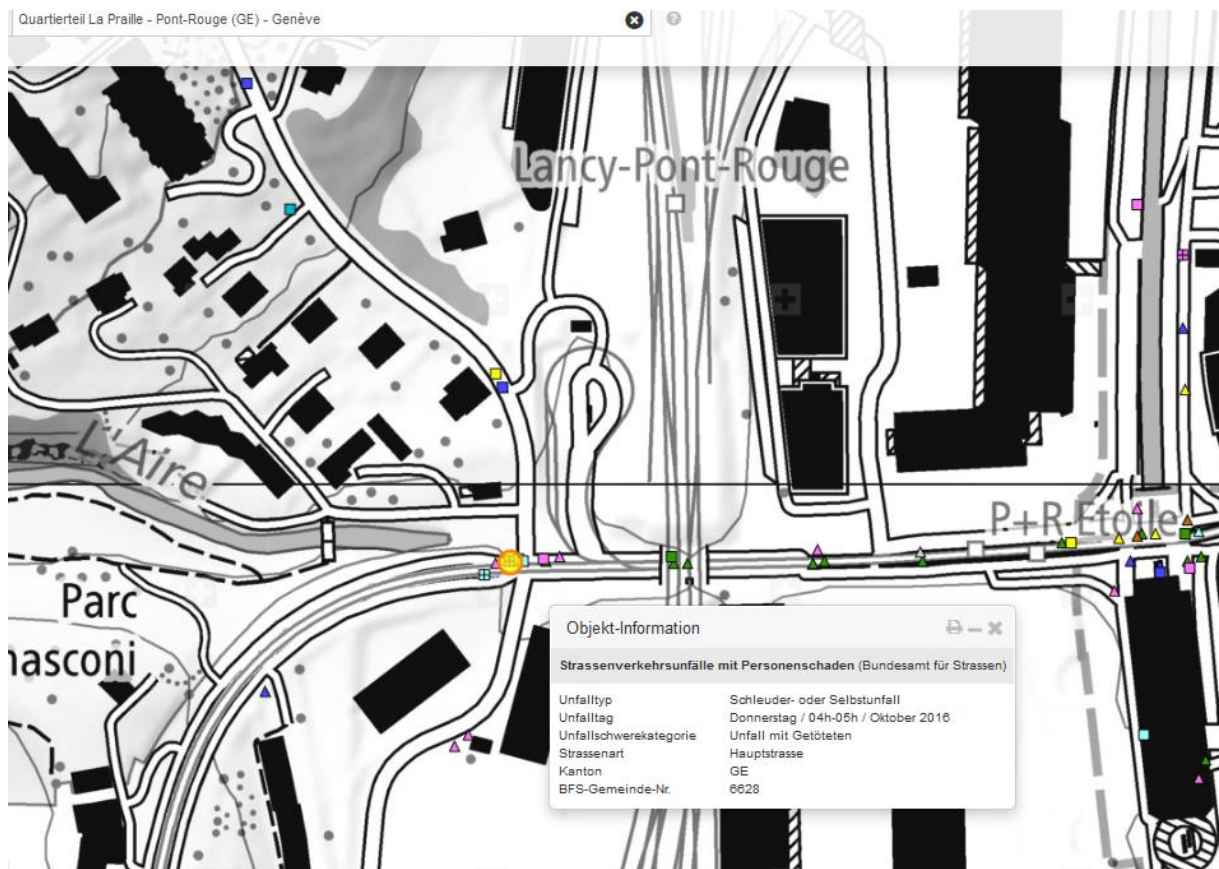 Quartierteil La Praille - Pont-Rouge (GE) - Genève
Lancy-Pont-Rouge
L'Aire
P+R Etoile
Parc
nasconi
Objekt-Information
Strassenverkehrsunfälle mit Personenschaden (Bundesamt für Strassen)
Unfalltyp Schleuder- oder Selbstunfall
Unfalltag Donnerstag / 04h-05h / Oktober 2016
Unfallschwerekategorie Unfall mit Getöteten
Strassenart Hauptstrasse
Kanton GE
BFS-Gemeinde-Nr. 6628